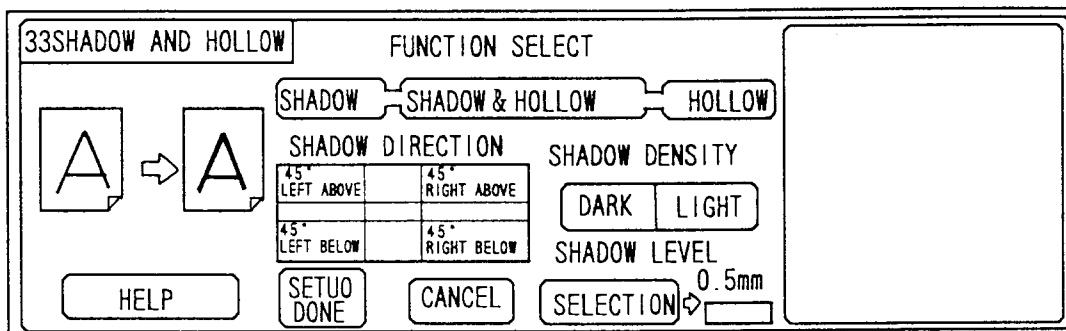 33SHADOW AND HOLLOW
FUNCTION SELECT
SHADOW SHADOW & HOLLOW HOLLOW
A A
SHADOW DIRECTION
45° LEFT ABOVE
45° RIGHT ABOVE
45° LEFT BELOW
45° RIGHT BELOW
SHADOW DENSITY
DARK LIGHT
SHADOW LEVEL
0.5mm
HELP
SETUO
DONE
CANCEL
SELECTION